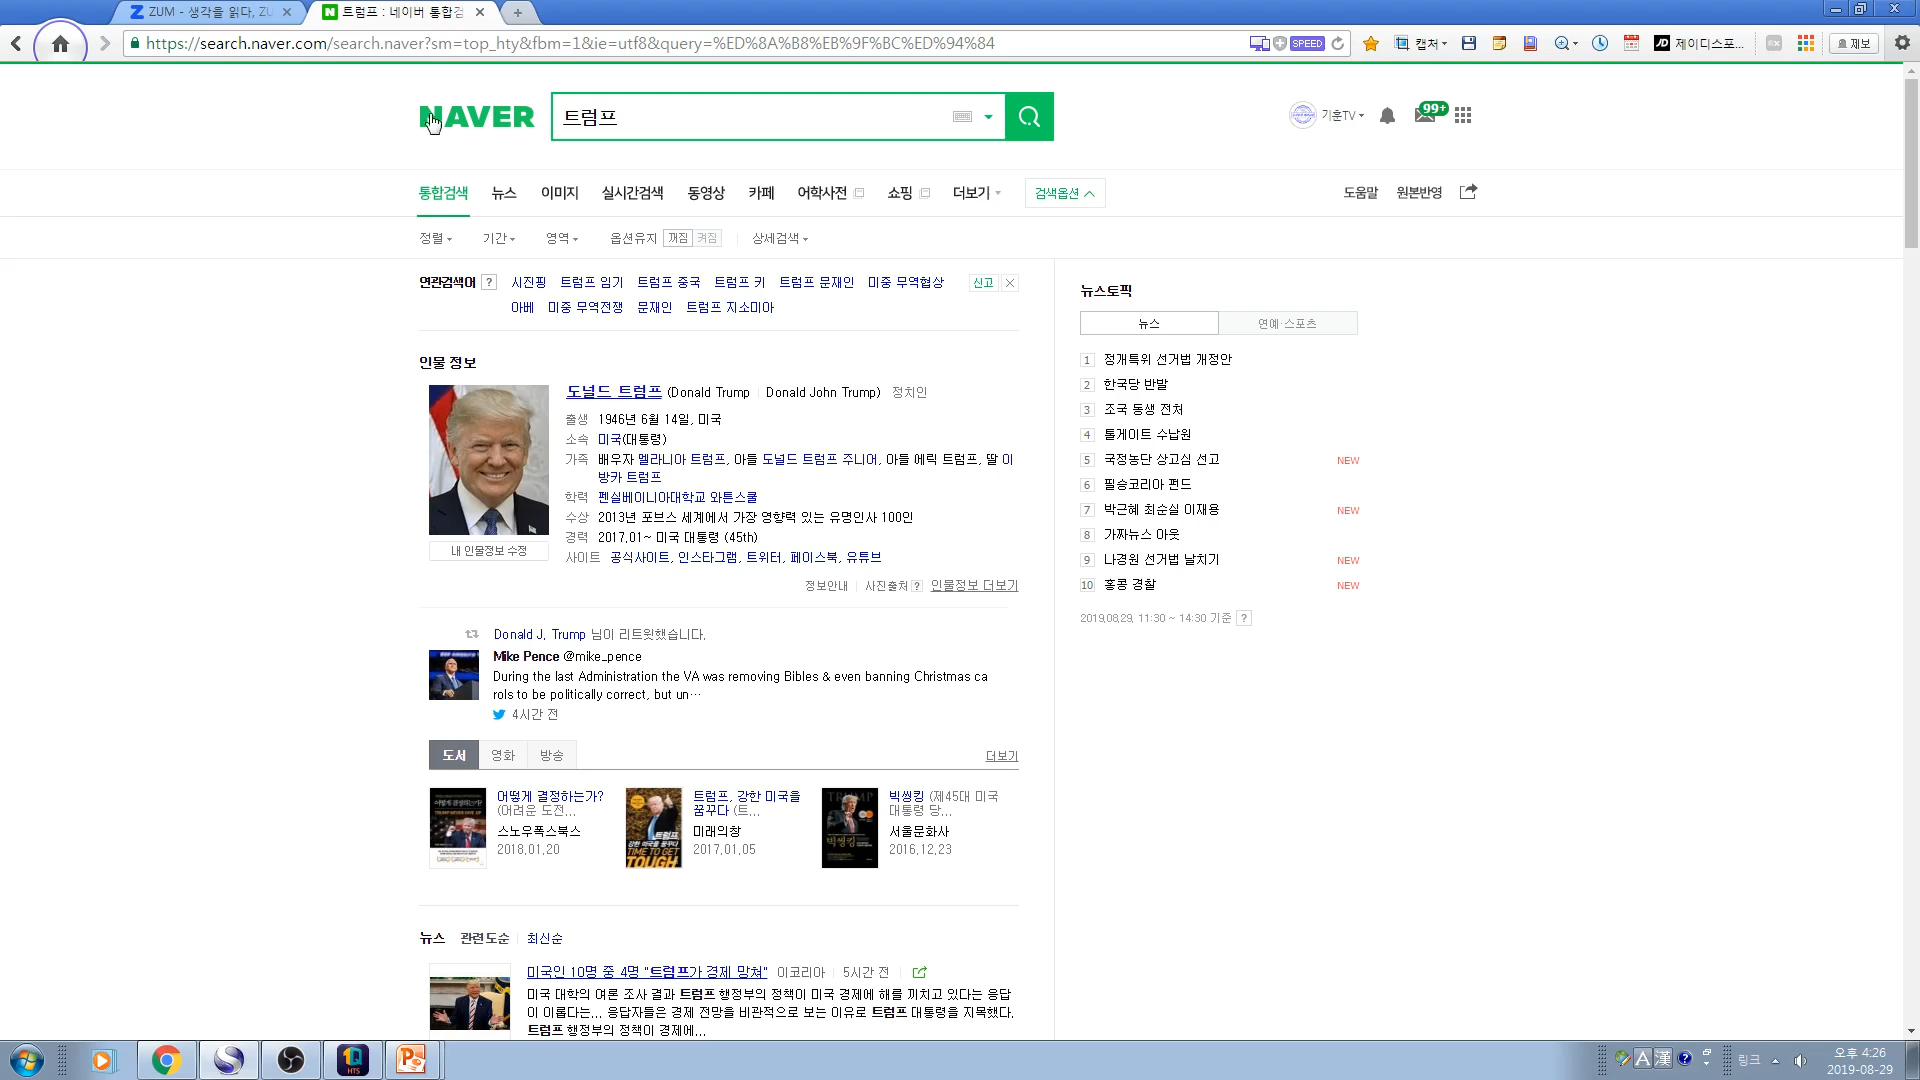 ZUM - 생각을 읽다, ZU
트럼프 : 네이버 통합검
https://search.naver.com/search.naver?sm=top_hty&fbm=1&ie=utf8&query=%ED%8A%B8%EB%9F%BC%ED%94%84
SPEED
캡처
JD 제이디스포...
제보
NAVER
트럼프
기훈TV
99+
통합검색 뉴스 이미지 실시간검색 동영상 카페 어학사전 쇼핑 더보기 검색옵션
도움말 원본반영
정렬 기간 영역 옵션유지 꺼짐 켜짐 상세검색
연관검색어 ? 시진핑 트럼프 임기 트럼프 중국 트럼프 키 트럼프 문재인 미중 무역협상 신고
아베 미중 무역전쟁 문재인 트럼프 지소미아
인물 정보
도널드 트럼프 (Donald Trump | Donald John Trump) 정치인
출생 1946년 6월 14일, 미국
소속 미국(대통령)
가족 배우자 멜라니아 트럼프, 아들 도널드 트럼프 주니어, 아들 에릭 트럼프, 딸 이
방카 트럼프
학력 펜실베이니아대학교 와튼스쿨
수상 2013년 포브스 세계에서 가장 영향력 있는 유명인사 100인
경력 2017.01~ 미국 대통령 (45th)
사이트 공식사이트, 인스타그램, 트위터, 페이스북, 유튜브
내 인물정보 수정
정보안내 | 사진출처 ? 인물정보 더보기
Donald J. Trump 님이 리트윗했습니다.
Mike Pence @mike_pence
During the last Administration the VA was removing Bibles & even banning Christmas ca
rols to be politically correct, but un…
4시간 전
도서 영화 방송 더보기
어떻게 결정하는가?
(어려운 도전...
스노우폭스북스
2018.01.20
트럼프, 강한 미국을
꿈꾸다 (트...
미래의창
2017.01.05
빅씽킹 (제45대 미국
대통령 당...
서울문화사
2016.12.23
트럼프
강한 미국을 꿈꾸다
TIME TO GET
TOUGH
TRUMP
빅씽킹
뉴스 관련도순 최신순
미국인 10명 중 4명 "트럼프가 경제 망쳐" 이코리아 5시간 전
미국 대학의 여론 조사 결과 트럼프 행정부의 정책이 미국 경제에 해를 끼치고 있다는 응답
이 이롭다는... 응답자들은 경제 전망을 비관적으로 보는 이유로 트럼프 대통령을 지목했다.
트럼프 행정부의 정책이 경제에...
뉴스토픽
뉴스 연예·스포츠
1 정개특위 선거법 개정안
2 한국당 반발
3 조국 동생 전처
4 톨게이트 수납원
5 국정농단 상고심 선고 NEW
6 필승코리아 펀드
7 박근혜 최순실 이재용 NEW
8 가짜뉴스 아웃
9 나경원 선거법 날치기 NEW
10 홍콩 경찰 NEW
2019.08.29. 11:30 ~ 14:30 기준 ?
1Q
HTS
A 漢 ?
링크
오후 4:26
2019-08-29